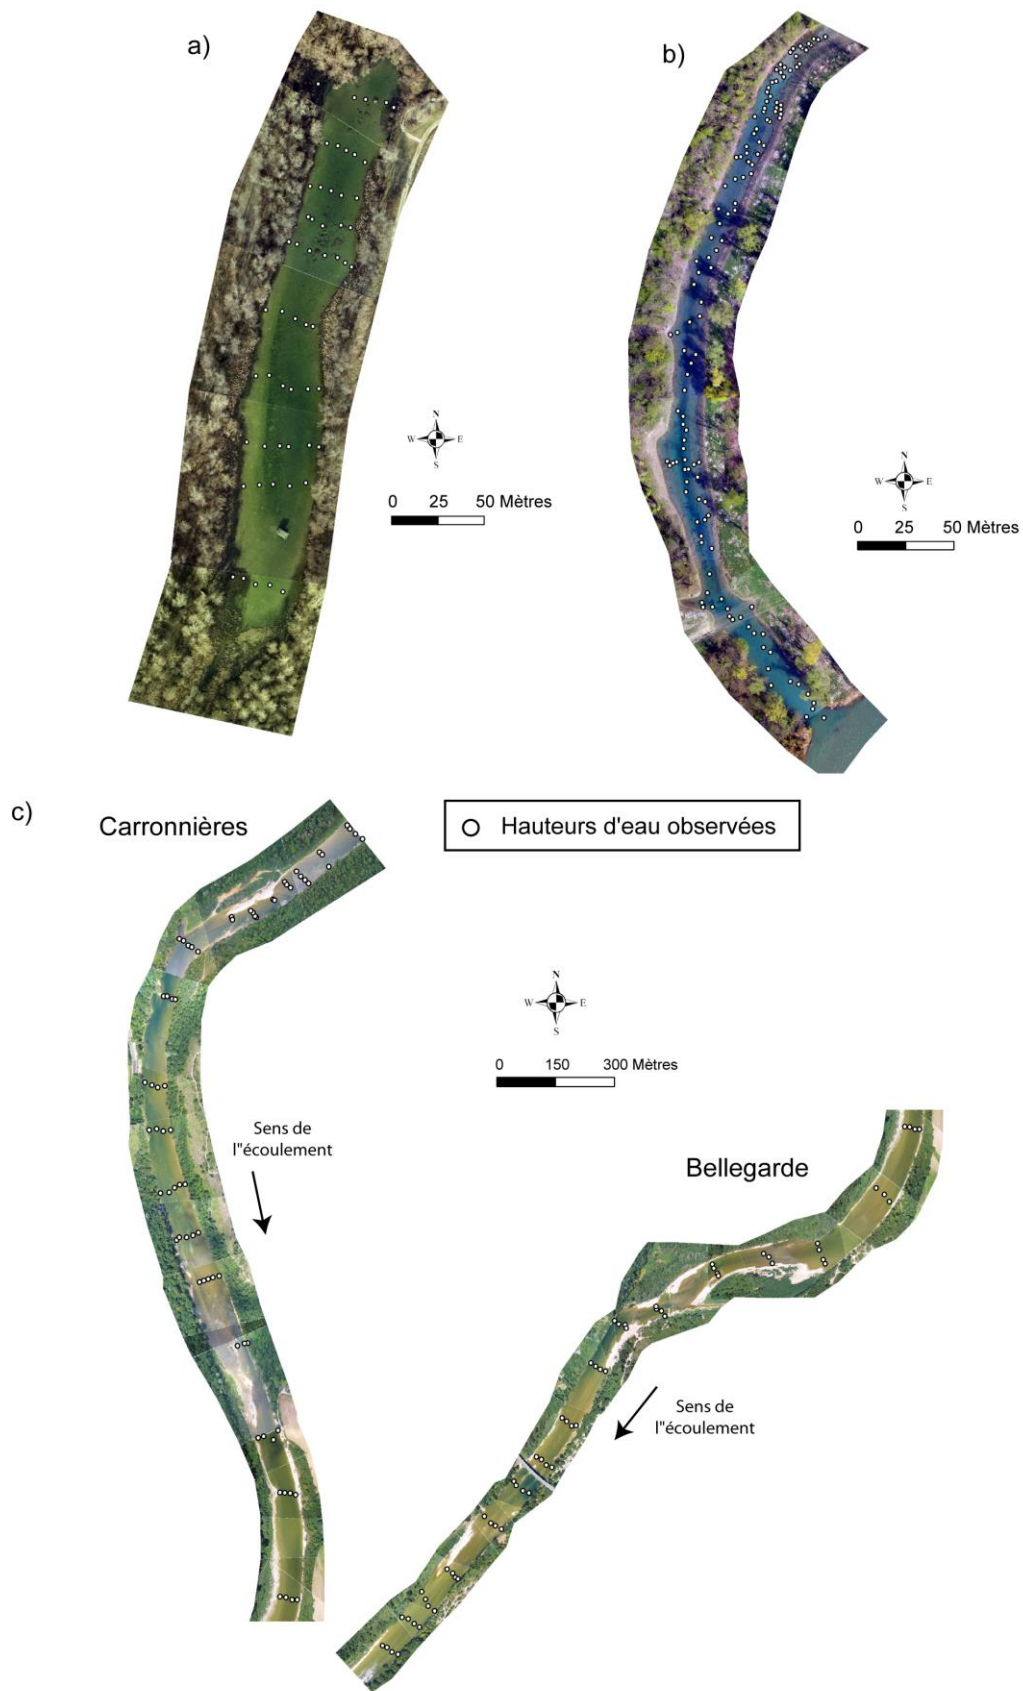 a)
b)
N
W E
S
0 25 50 Mètres
N
W E
S
0 25 50 Mètres
c)
Carronnières
Hauteurs d'eau observées
N
W E
S
0 150 300 Mètres
Sens de
l"écoulement
Bellegarde
Sens de
l"écoulement